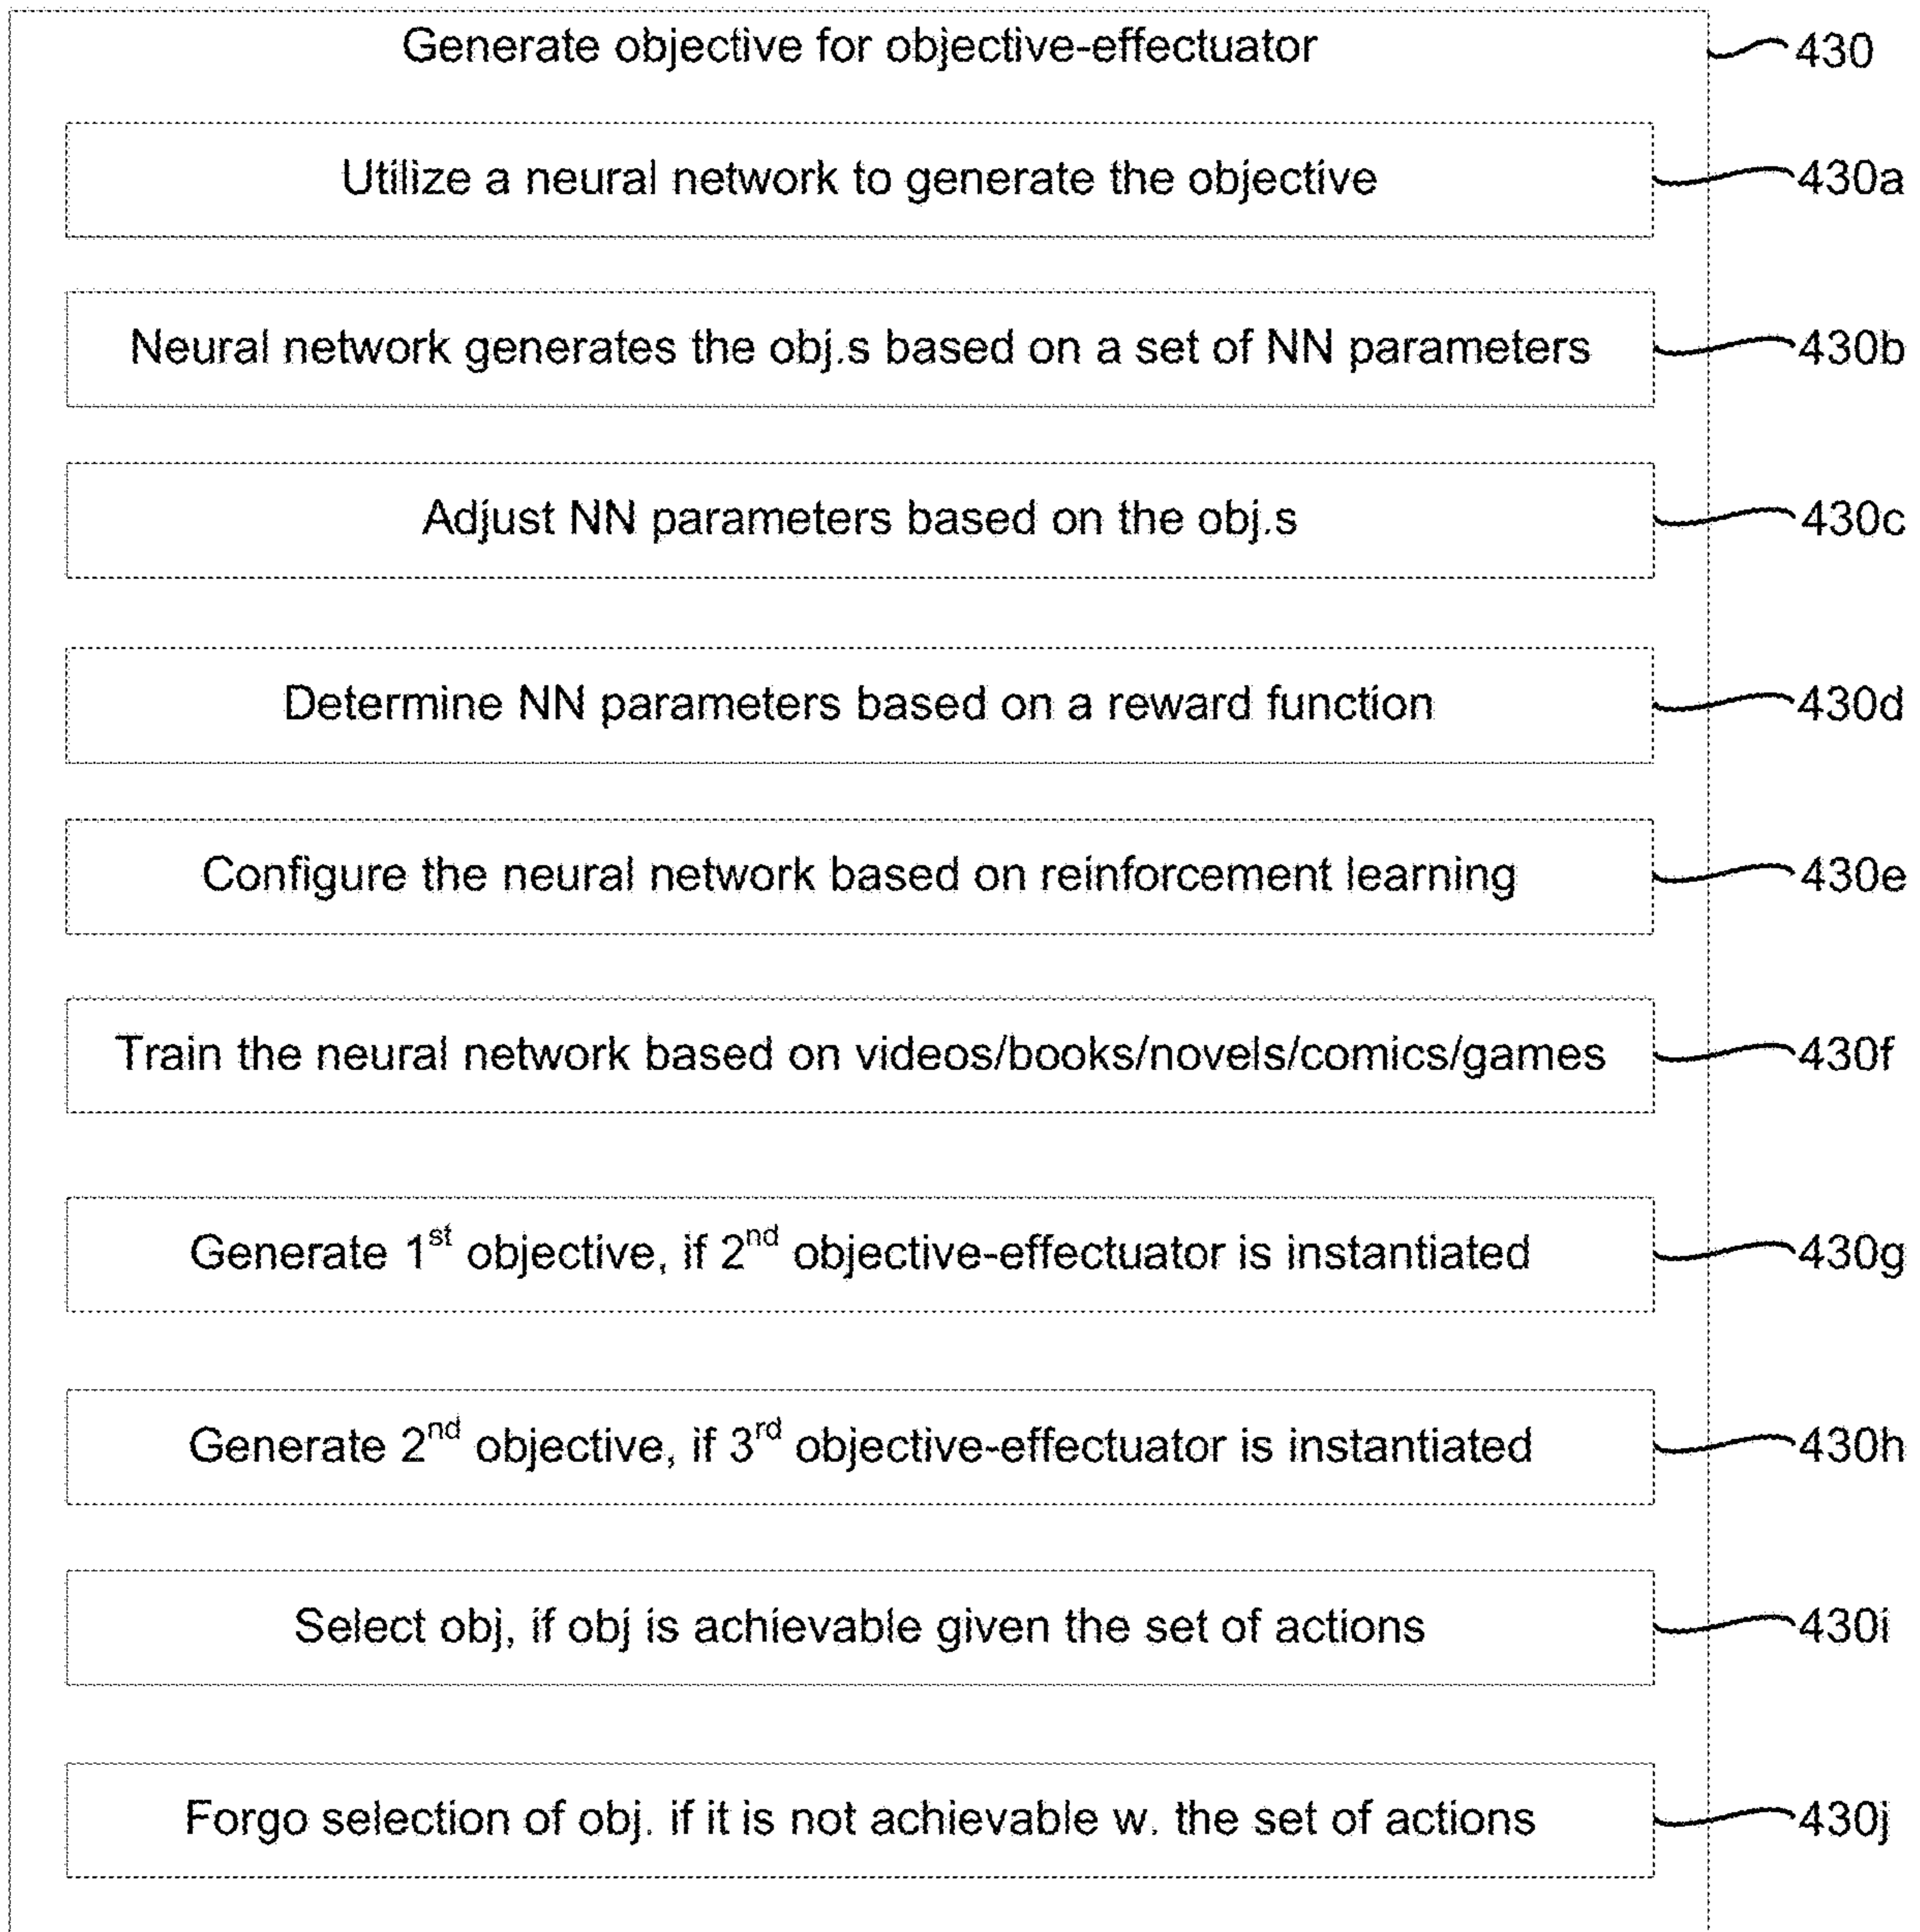 Generate objective for objective-effectuator 430
Utilize a neural network to generate the objective 430a
Neural network generates the obj.s based on a set of NN parameters 430b
Adjust NN parameters based on the obj.s 430c
Determine NN parameters based on a reward function 430d
Configure the neural network based on reinforcement learning 430e
Train the neural network based on videos/books/novels/comics/games 430f
Generate 1st objective, if 2nd objective-effectuator is instantiated 430g
Generate 2nd objective, if 3rd objective-effectuator is instantiated 430h
Select obj, if obj is achievable given the set of actions 430i
Forgo selection of obj. if it is not achievable w. the set of actions 430j